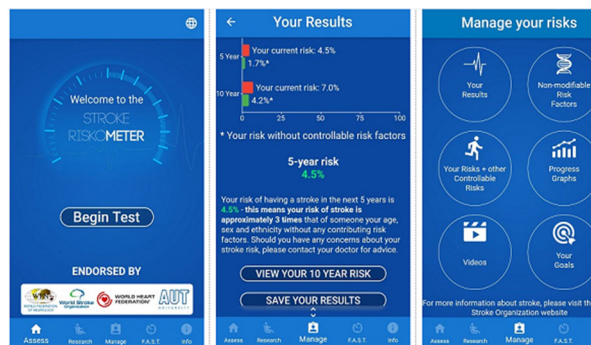 Welcome to the
STROKE
RISKOMETER
Begin Test
ENDORSED BY
WORLD FEDERATION
OF NEUROLOGY
World Stroke
Organization
WORLD HEART
FEDERATION
AUT
UNIVERSITY
Assess
Research
Manage
F.A.S.T.
Info
Your Results
5 Year
Your current risk: 4.5%
1.7%*
10 Year
Your current risk: 7.0%
4.2%*
0 25 50 75 100
* Your risk without controllable risk factors
5-year risk
4.5%
Your risk of having a stroke in the next 5 years is
4.5% - this means your risk of stroke is
approximately 3 times that of someone your age,
sex and ethnicity without any contributing risk
factors. Should you have any concerns about your
stroke risk, please contact your doctor for advice.
VIEW YOUR 10 YEAR RISK
SAVE YOUR RESULTS
Assess
Research
Manage
F.A.S.T.
Info
Manage your risks
Your
Results
Non-modifiable
Risk
Factors
Your Risks + other
Controllable
Risks
Progress
Graphs
Videos
Your
Goals
For more information about stroke, please visit th
Stroke Organization website
Assess
Research
Manage
F.A.S.T.
Info